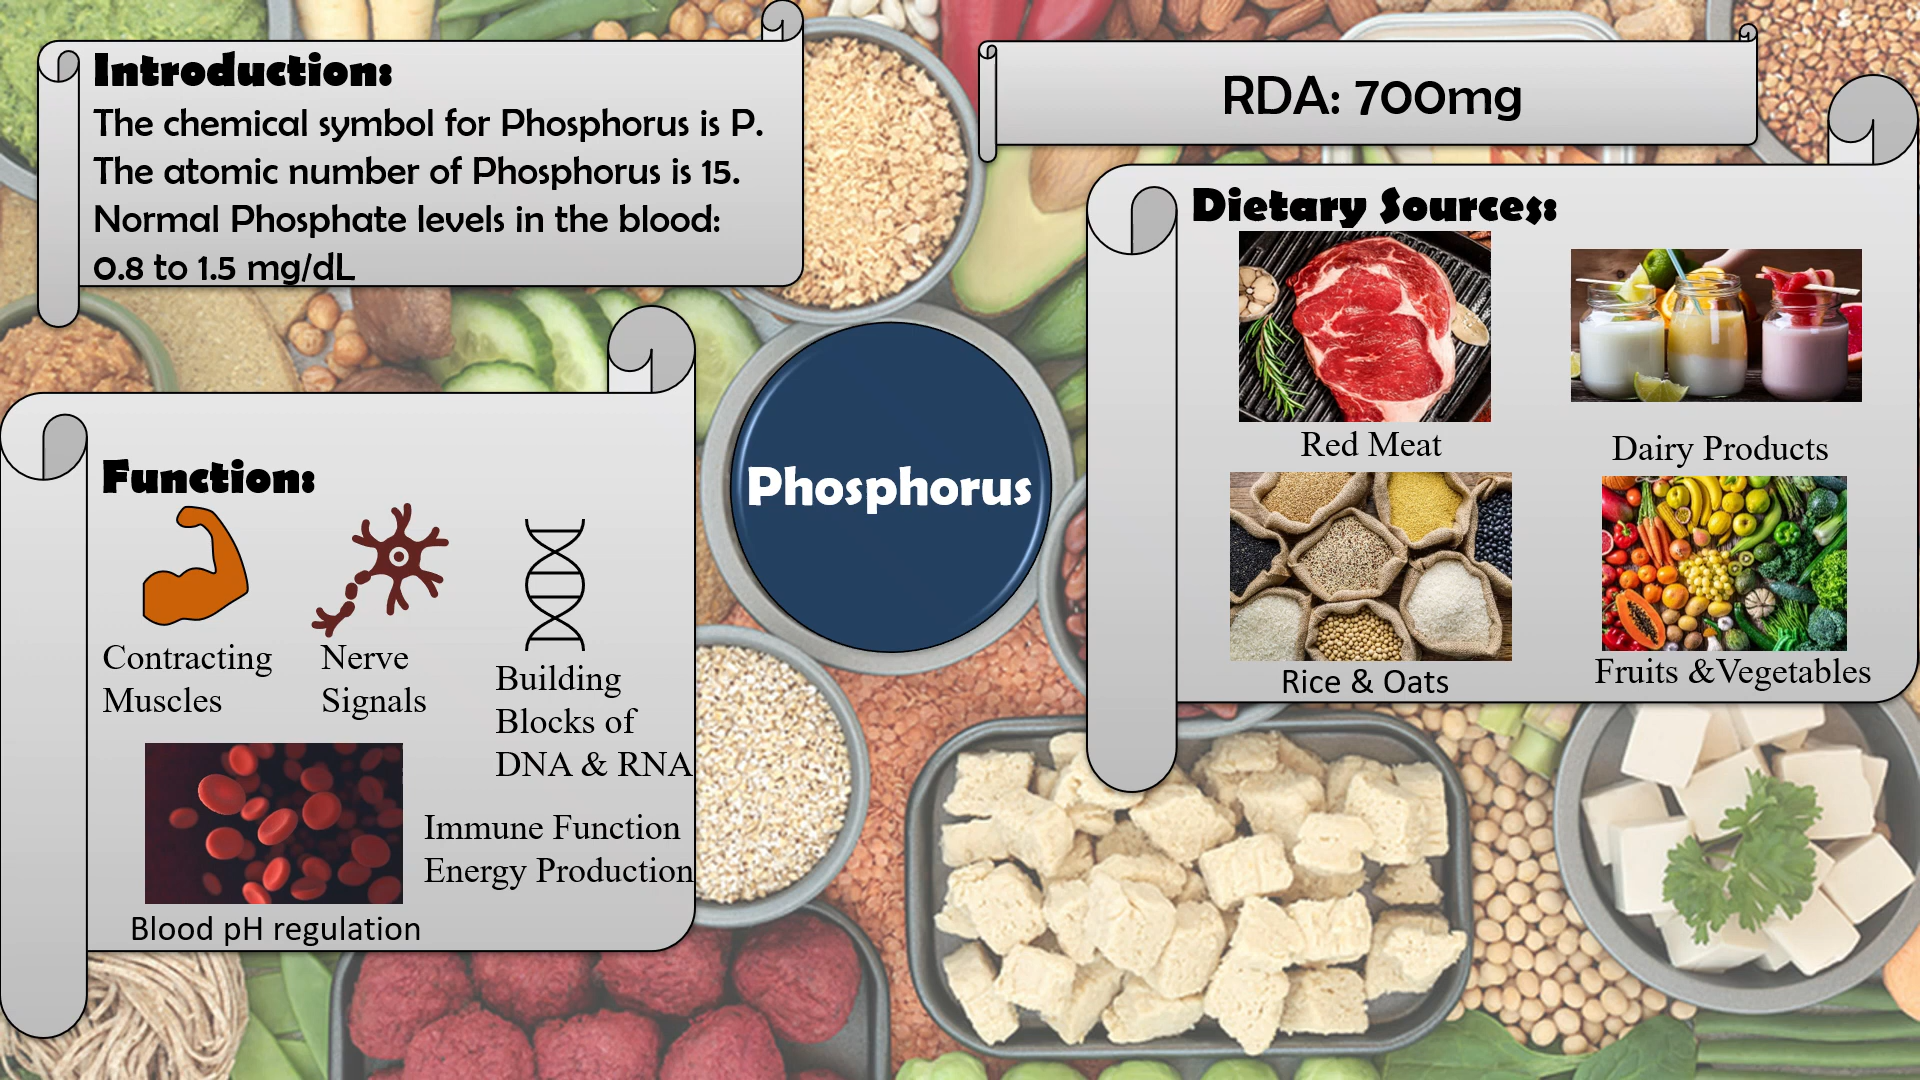 Introduction:
The chemical symbol for Phosphorus is P.
The atomic number of Phosphorus is 15.
Normal Phosphate levels in the blood:
0.8 to 1.5 mg/dL
RDA: 700mg
Dietary Sources:
Red Meat
Dairy Products
Rice & Oats
Fruits &Vegetables
Phosphorus
Function:
Contracting
Muscles
Nerve
Signals
Building
Blocks of
DNA & RNA
Immune Function
Energy Production
Blood pH regulation